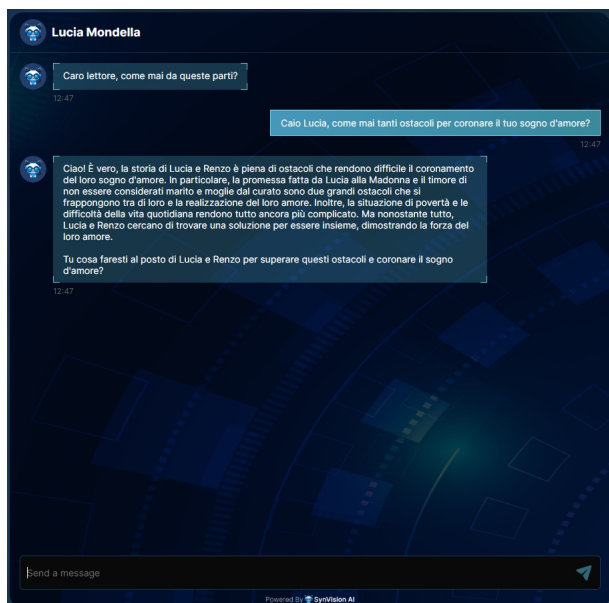 Lucia Mondella
Caro lettore, come mai da queste parti?
12:47
Caio Lucia, come mai tanti ostacoli per coronare il tuo sogno d'amore?
12:47
Ciao! È vero, la storia di Lucia e Renzo è piena di ostacoli che rendono difficile il coronamento
del loro sogno d'amore. In particolare, la promessa fatta da Lucia alla Madonna e il timore di
non essere considerati marito e moglie dal curato sono due grandi ostacoli che si
frappongono tra di loro e la realizzazione del loro amore. Inoltre, la situazione di povertà e le
difficoltà della vita quotidiana rendono tutto ancora più complicato. Ma nonostante tutto,
Lucia e Renzo cercano di trovare una soluzione per essere insieme, dimostrando la forza del
loro amore.
Tu cosa faresti al posto di Lucia e Renzo per superare questi ostacoli e coronare il sogno
d'amore?
12:47
Send a message
Powered By SynVision AI